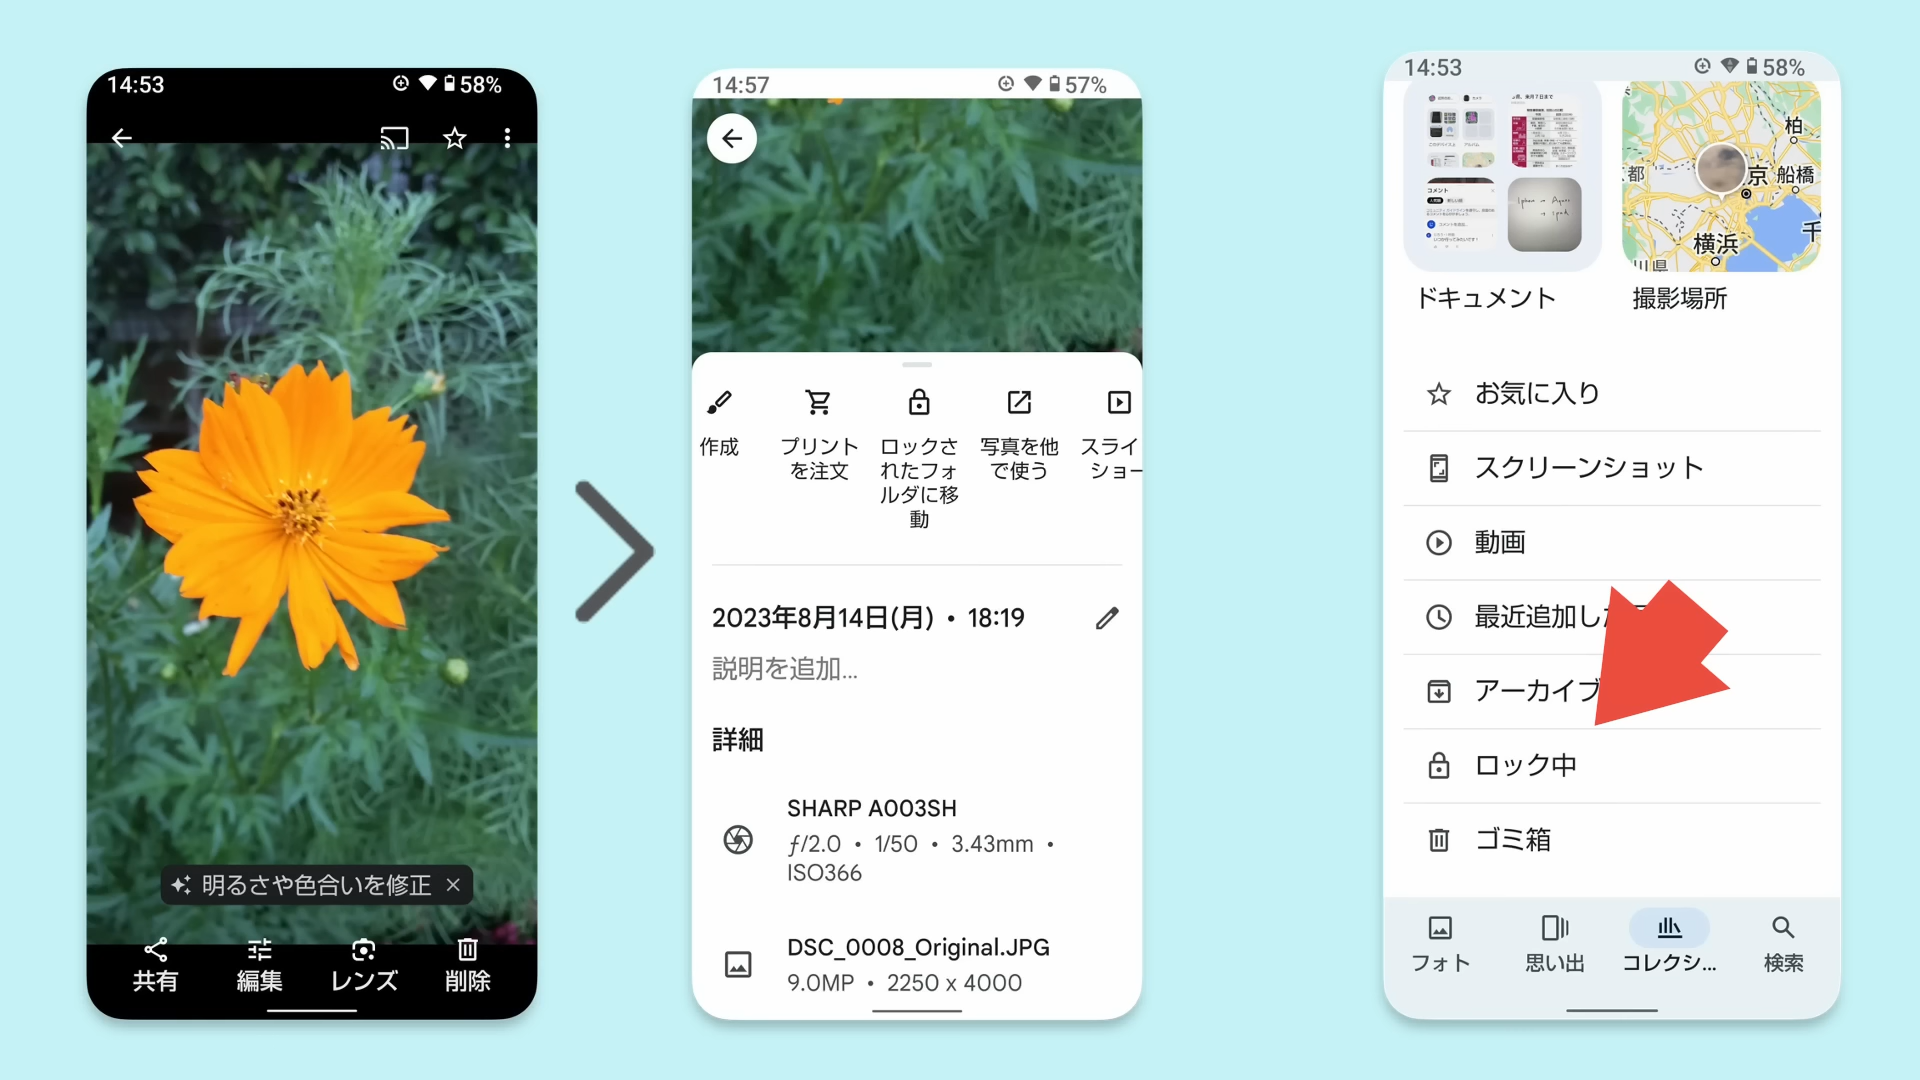 14:53
58%
明るさや色合いを修正
共有
編集
レンズ
削除
14:57
57%
作成
プリント
を注文
ロックさ
れたフォ
ルダに移
動
写真を他
で使う
スライ
ショー
2023年8月14日(月) • 18:19
説明を追加...
詳細
SHARP A003SH
ƒ/2.0 • 1/50 • 3.43mm •
ISO366
DSC_0008_Original.JPG
9.0MP • 2250 x 4000
14:53
58%
コメント
柏
都
京
船橋
横浜
千
川県
ドキュメント
撮影場所
お気に入り
スクリーンショット
動画
最近追加し
アーカイブ
ロック中
ゴミ箱
フォト
思い出
コレクシ...
検索